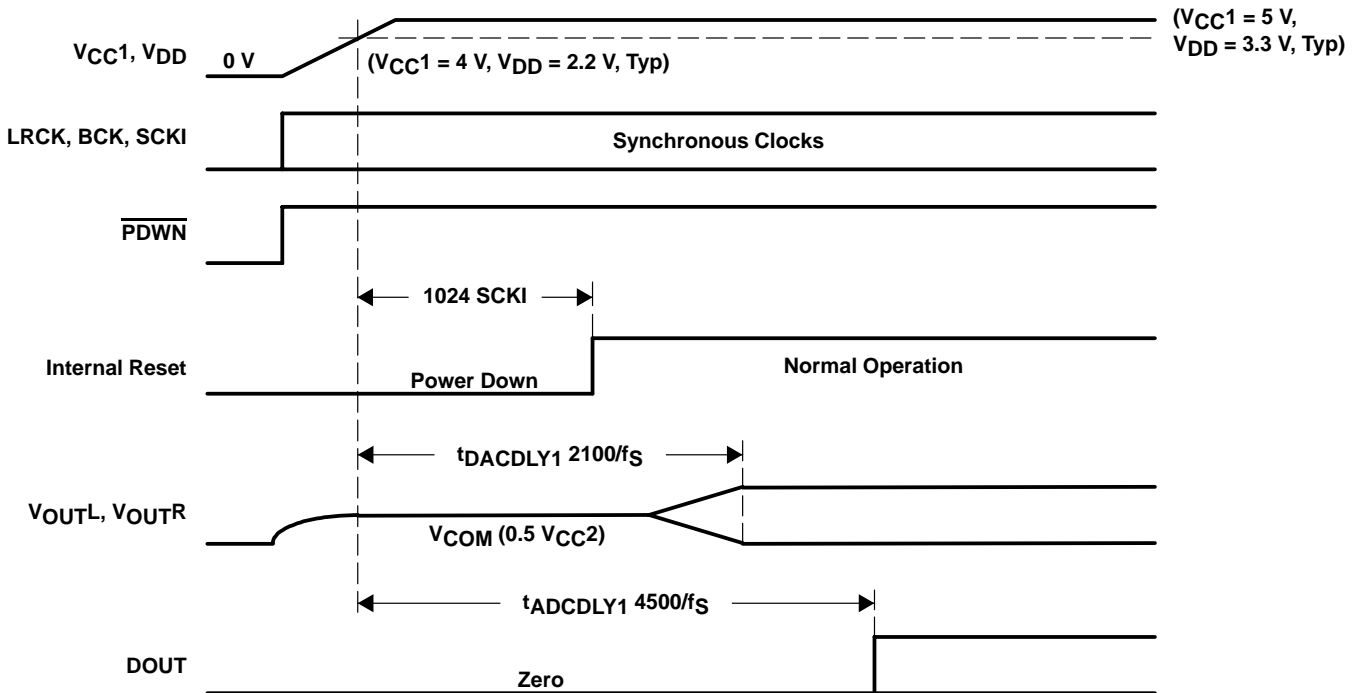 (VCC1 = 5 V,
VDD = 3.3 V, Typ)
VCC1, VDD
0 V
(VCC1 = 4 V, VDD = 2.2 V, Typ)
LRCK, BCK, SCKI
Synchronous Clocks
PDWN
1024 SCKI
Internal Reset
Power Down
Normal Operation
tDACDLY1 2100/fS
VOUTL, VOUTR
VCOM (0.5 VCC2)
tADCDLY1 4500/fS
DOUT
Zero